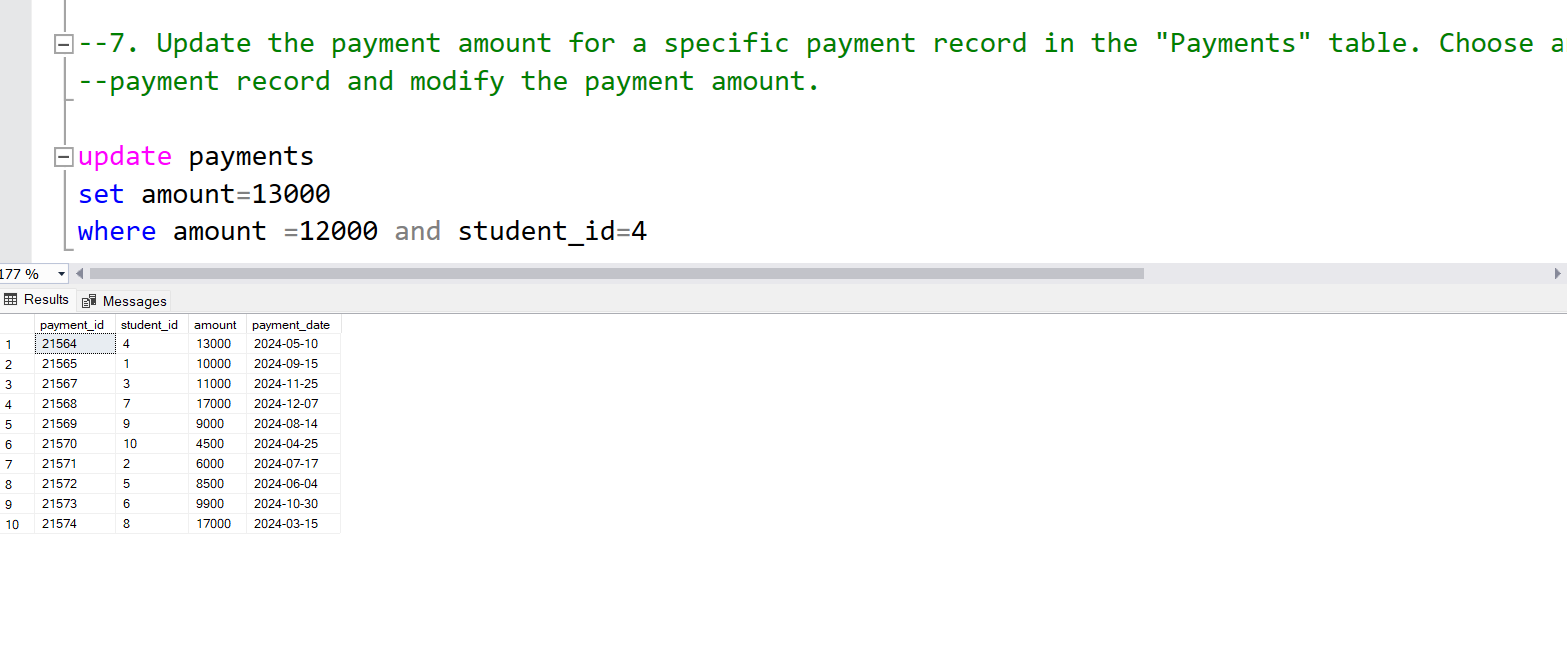 --7. Update the payment amount for a specific payment record in the "Payments" table. Choose a
--payment record and modify the payment amount.
update payments
set amount=13000
where amount =12000 and student_id=4
177 %
Results Messages
payment_id student_id amount payment_date
1 21564 4 13000 2024-05-10
2 21565 1 10000 2024-09-15
3 21567 3 11000 2024-11-25
4 21568 7 17000 2024-12-07
5 21569 9 9000 2024-08-14
6 21570 10 4500 2024-04-25
7 21571 2 6000 2024-07-17
8 21572 5 8500 2024-06-04
9 21573 6 9900 2024-10-30
10 21574 8 17000 2024-03-15